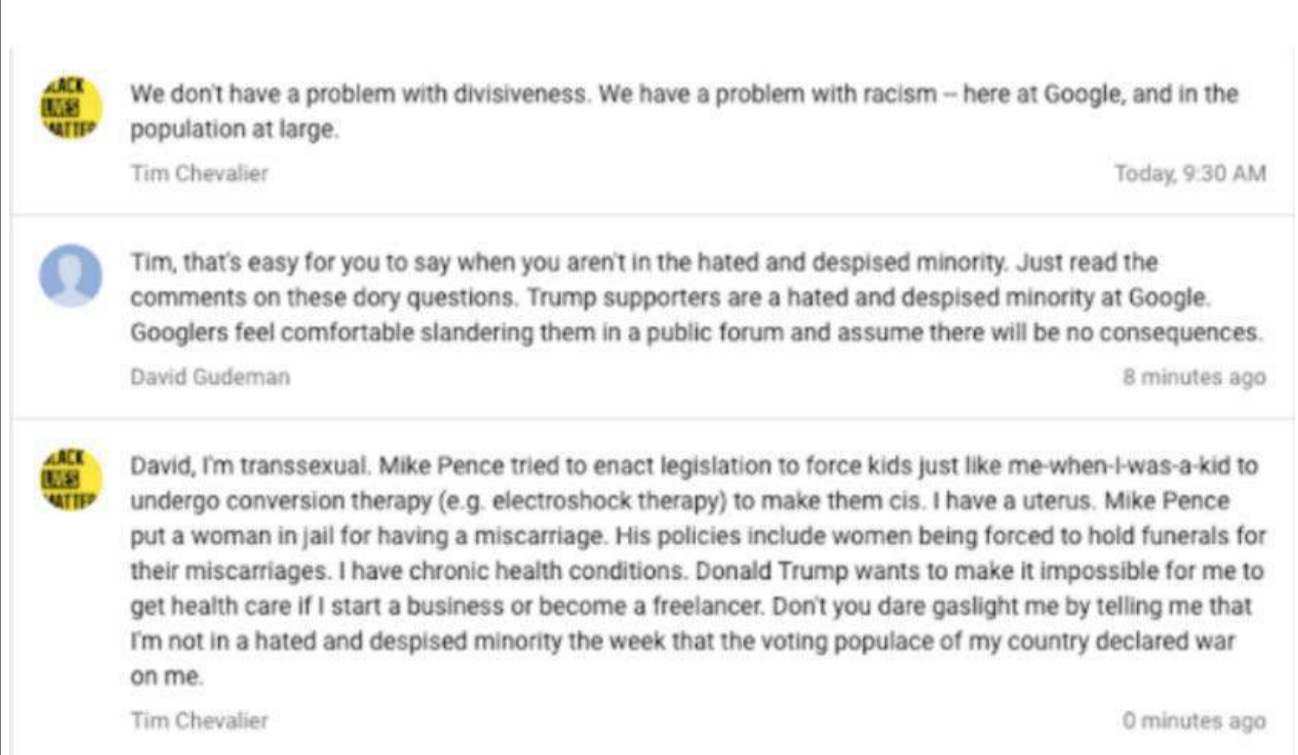 LACK
LIVES
MATTER
We don't have a problem with divisiveness. We have a problem with racism -- here at Google, and in the
population at large.
Tim Chevalier
Today, 9:30 AM
Tim, that's easy for you to say when you aren't in the hated and despised minority. Just read the
comments on these dory questions. Trump supporters are a hated and despised minority at Google.
Googlers feel comfortable slandering them in a public forum and assume there will be no consequences.
David Gudeman
8 minutes ago
LACK
LIVES
MATTER
David, I'm transsexual. Mike Pence tried to enact legislation to force kids just like me-when-I-was-a-kid to
undergo conversion therapy (e.g. electroshock therapy) to make them cis. I have a uterus. Mike Pence
put a woman in jail for having a miscarriage. His policies include women being forced to hold funerals for
their miscarriages. I have chronic health conditions. Donald Trump wants to make it impossible for me to
get health care if I start a business or become a freelancer. Don't you dare gaslight me by telling me that
I'm not in a hated and despised minority the week that the voting populace of my country declared war
on me.
Tim Chevalier
0 minutes ago